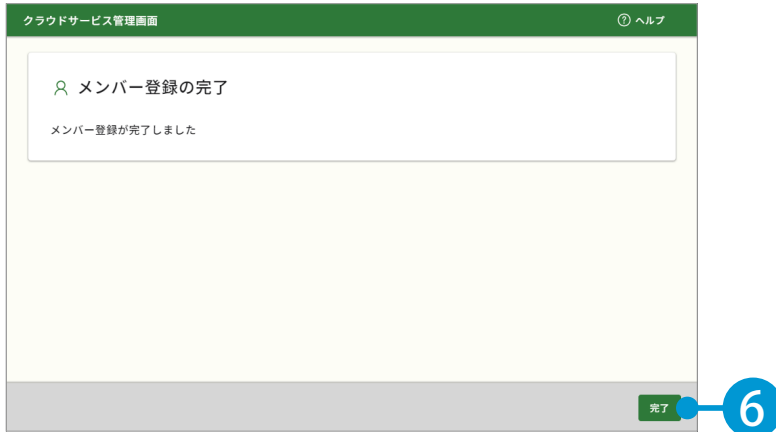 クラウドサービス管理画面
? ヘルプ
メンバー登録の完了
メンバー登録が完了しました
完了
6